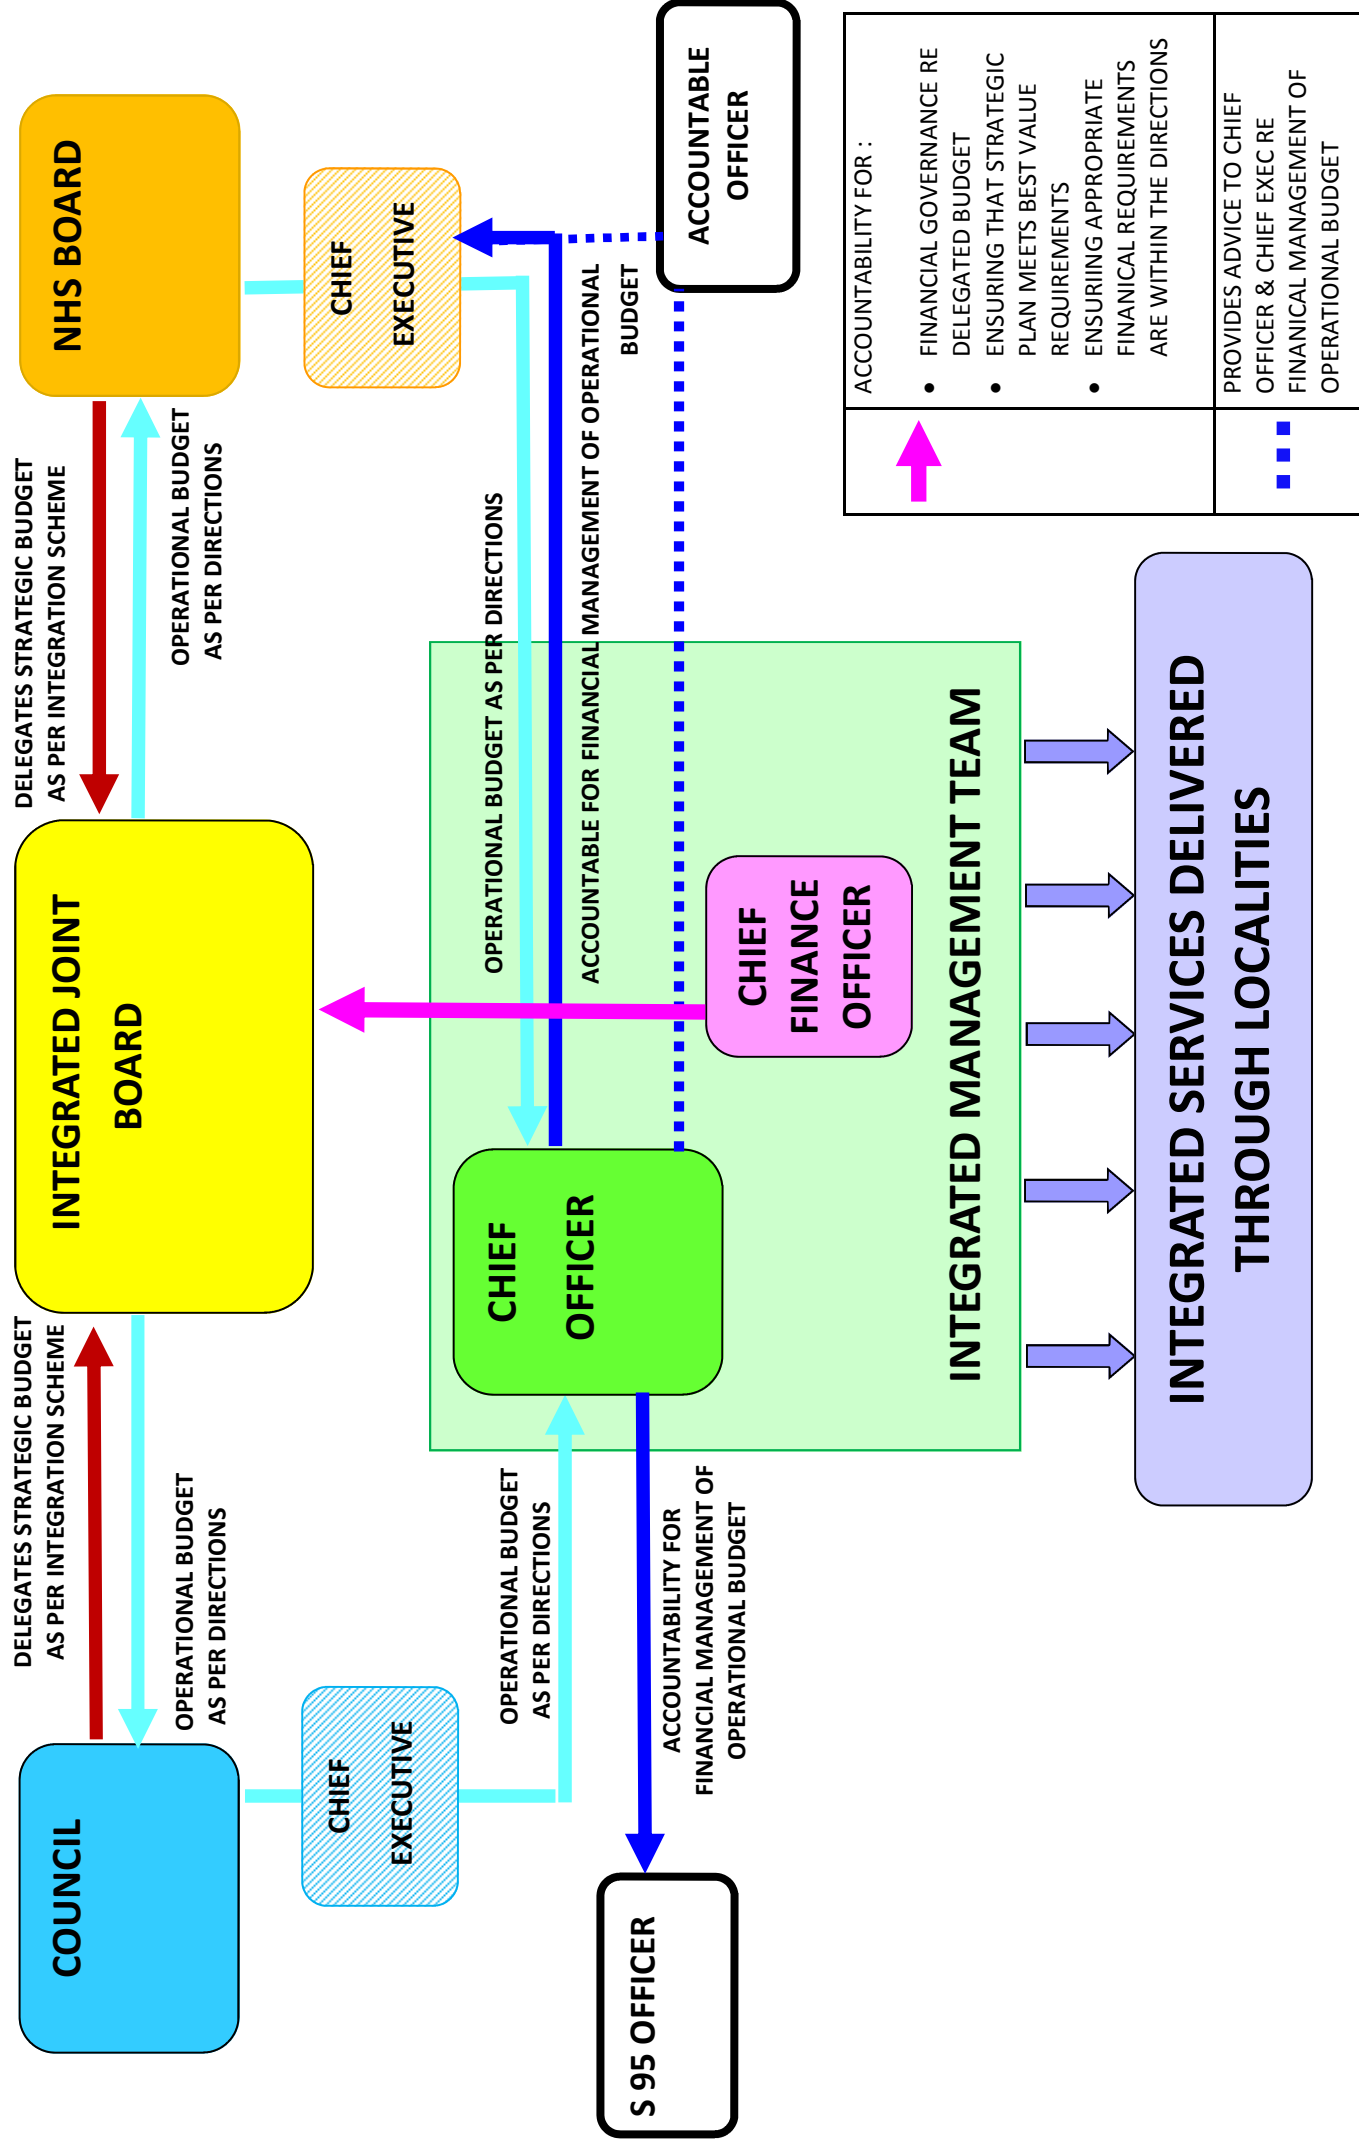 COUNCIL
DELEGATES STRATEGIC BUDGET
AS PER INTEGRATION SCHEME
OPERATIONAL BUDGET
AS PER DIRECTIONS
INTEGRATED JOINT
BOARD
DELEGATES STRATEGIC BUDGET
AS PER INTEGRATION SCHEME
OPERATIONAL BUDGET
AS PER DIRECTIONS
NHS BOARD
CHIEF
EXECUTIVE
CHIEF
EXECUTIVE
OPERATIONAL BUDGET
AS PER DIRECTIONS
OPERATIONAL BUDGET AS PER DIRECTIONS
CHIEF
OFFICER
ACCOUNTABLE FOR FINANCIAL MANAGEMENT OF OPERATIONAL
BUDGET
S 95 OFFICER
ACCOUNTABILITY FOR
FINANCIAL MANAGEMENT OF
OPERATIONAL BUDGET
CHIEF
FINANCE
OFFICER
ACCOUNTABLE
OFFICER
INTEGRATED MANAGEMENT TEAM
INTEGRATED SERVICES DELIVERED
THROUGH LOCALITIES
ACCOUNTABILITY FOR :
• FINANCIAL GOVERNANCE RE
DELEGATED BUDGET
• ENSURING THAT STRATEGIC
PLAN MEETS BEST VALUE
REQUIREMENTS
• ENSURING APPROPRIATE
FINANICAL REQUIREMENTS
ARE WITHIN THE DIRECTIONS
PROVIDES ADVICE TO CHIEF
OFFICER & CHIEF EXEC RE
FINANICAL MANAGEMENT OF
OPERATIONAL BUDGET